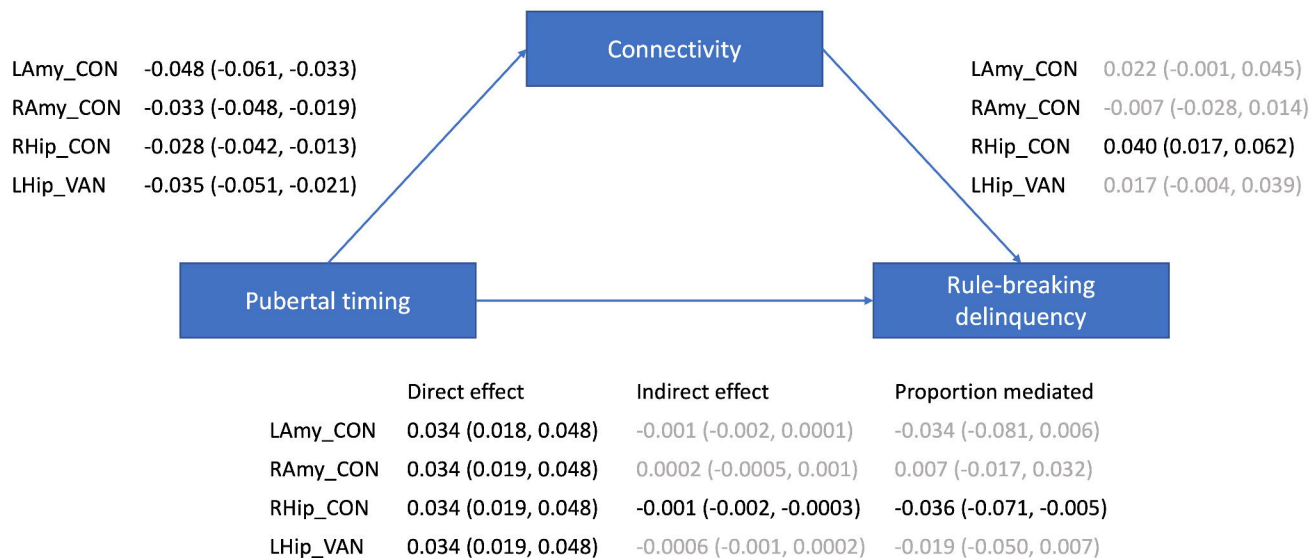 Connectivity
LAmy_CON -0.048 (-0.061, -0.033)
RAmy_CON -0.033 (-0.048, -0.019)
RHip_CON -0.028 (-0.042, -0.013)
LHip_VAN -0.035 (-0.051, -0.021)
LAmy_CON 0.022 (-0.001, 0.045)
RAmy_CON -0.007 (-0.028, 0.014)
RHip_CON 0.040 (0.017, 0.062)
LHip_VAN 0.017 (-0.004, 0.039)
Pubertal timing
Rule-breaking
delinquency
Direct effect Indirect effect Proportion mediated
LAmy_CON 0.034 (0.018, 0.048) -0.001 (-0.002, 0.0001) -0.034 (-0.081, 0.006)
RAmy_CON 0.034 (0.019, 0.048) 0.0002 (-0.0005, 0.001) 0.007 (-0.017, 0.032)
RHip_CON 0.034 (0.019, 0.048) -0.001 (-0.002, -0.0003) -0.036 (-0.071, -0.005)
LHip_VAN 0.034 (0.019, 0.048) -0.0006 (-0.001, 0.0002) -0.019 (-0.050, 0.007)